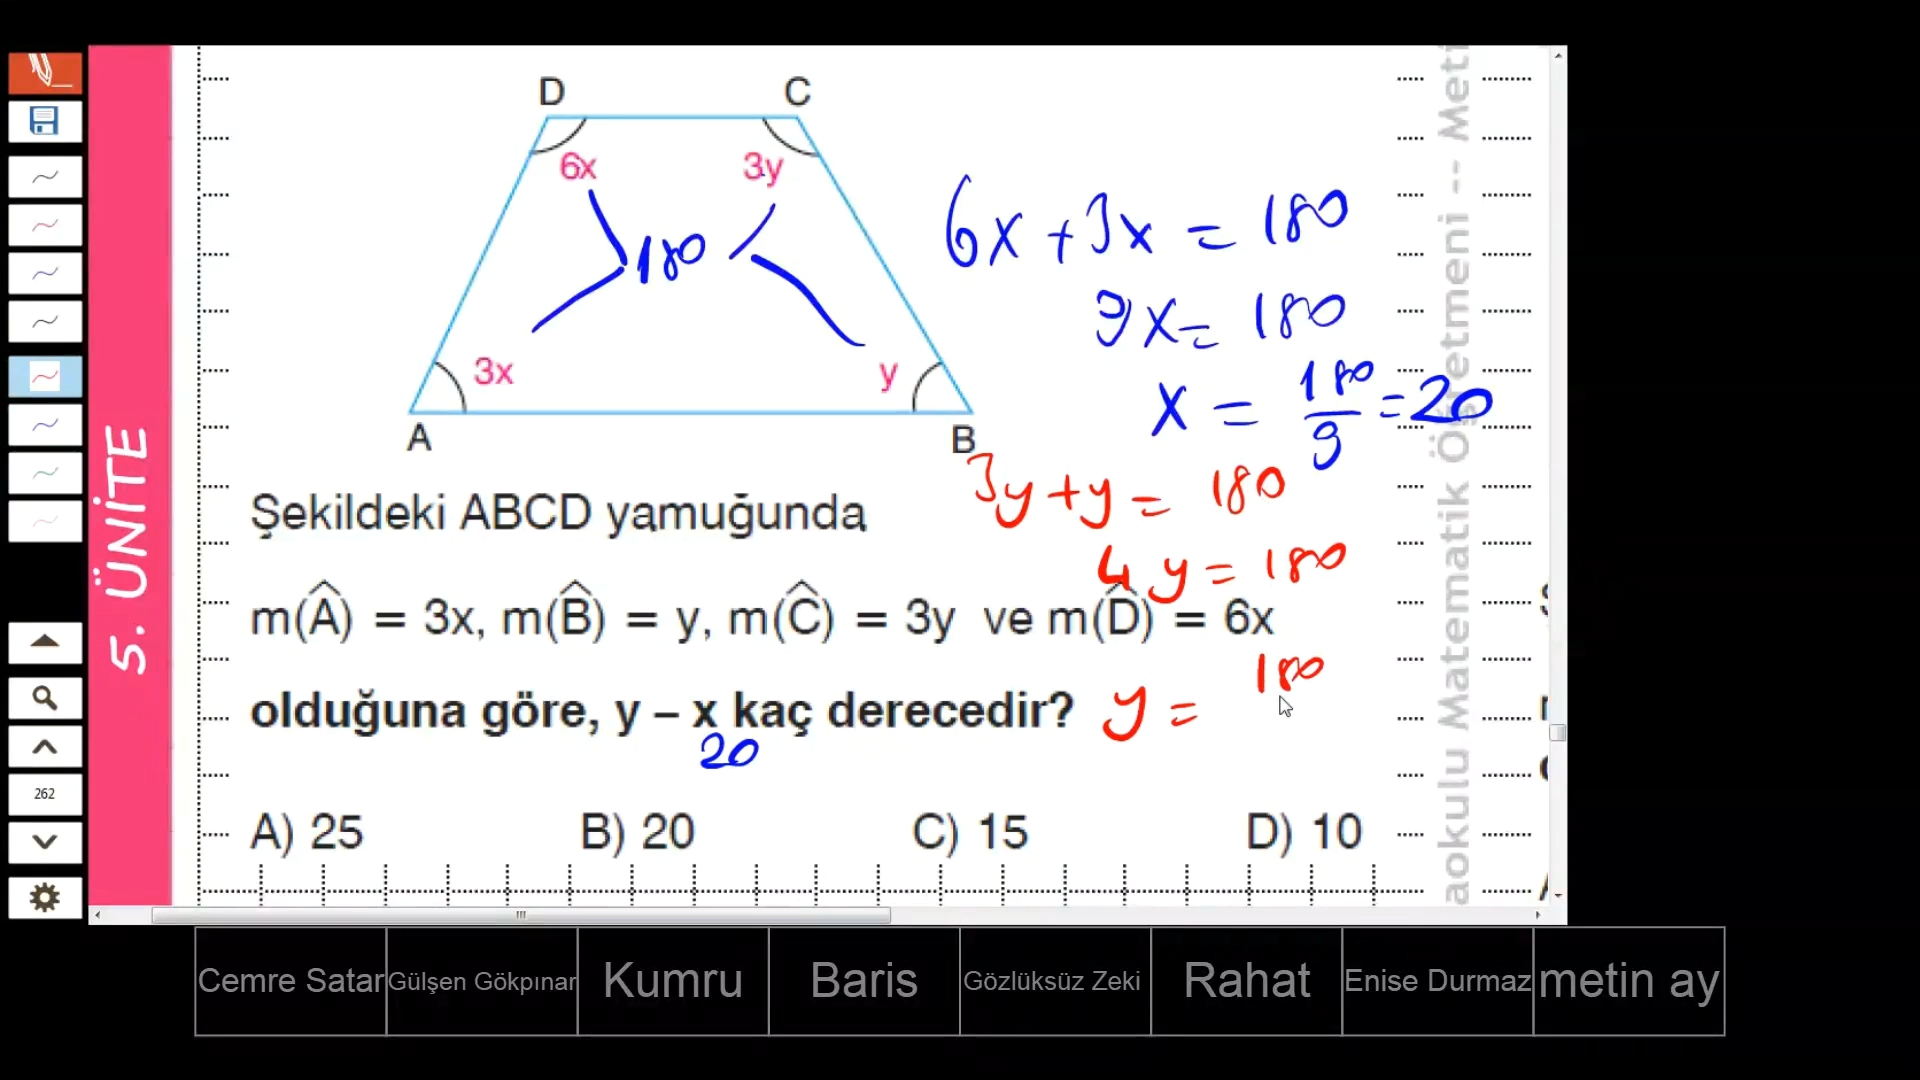 D C
6x 3y
180
3x y
A B
6x + 3x = 180
9x = 180
x = 180/9 = 20
3y + y = 180
4y = 180
y = 180
Şekildeki ABCD yamuğunda
m(Â) = 3x, m(B̂) = y, m(Ĉ) = 3y ve m(D̂) = 6x
olduğuna göre, y – x kaç derecedir?
20
A) 25 B) 20 C) 15 D) 10
5. ÜNİTE
aokulu Matematik Öğretmeni -- Meti
262
Cemre Satar Gülşen Gökpınar Kumru Baris Gözlüksüz Zeki Rahat Enise Durmaz metin ay